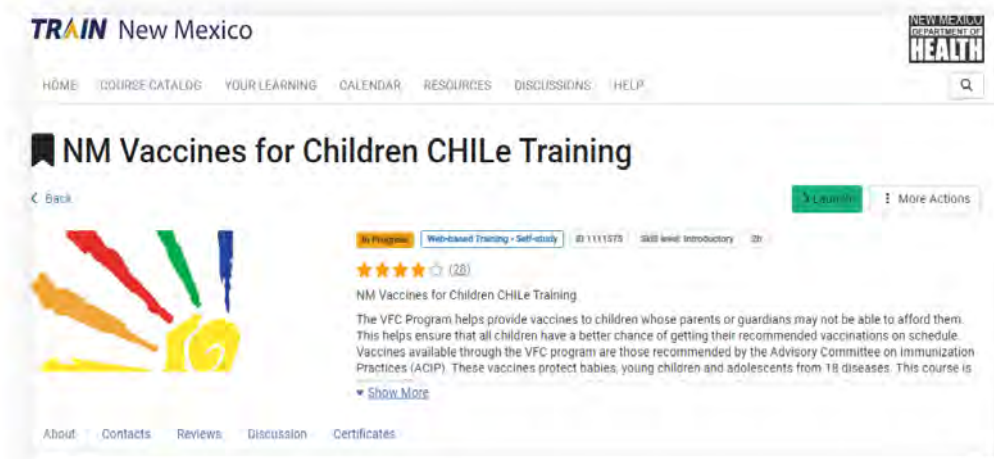 TRAIN New Mexico
NEW MEXICO
DEPARTMENT OF
HEALTH
HOME COURSE CATALOG YOUR LEARNING CALENDAR RESOURCES DISCUSSIONS HELP
NM Vaccines for Children CHILe Training
Back
Launch More Actions
In Progress Web-based Training - Self-study ID 1111575 Skill level: Introductory 2h
(28)
NM Vaccines for Children CHILe Training
The VFC Program helps provide vaccines to children whose parents or guardians may not be able to afford them.
This helps ensure that all children have a better chance of getting their recommended vaccinations on schedule.
Vaccines available through the VFC program are those recommended by the Advisory Committee on Immunization
Practices (ACIP). These vaccines protect babies, young children and adolescents from 18 diseases. This course is
Show More
About Contacts Reviews Discussion Certificates